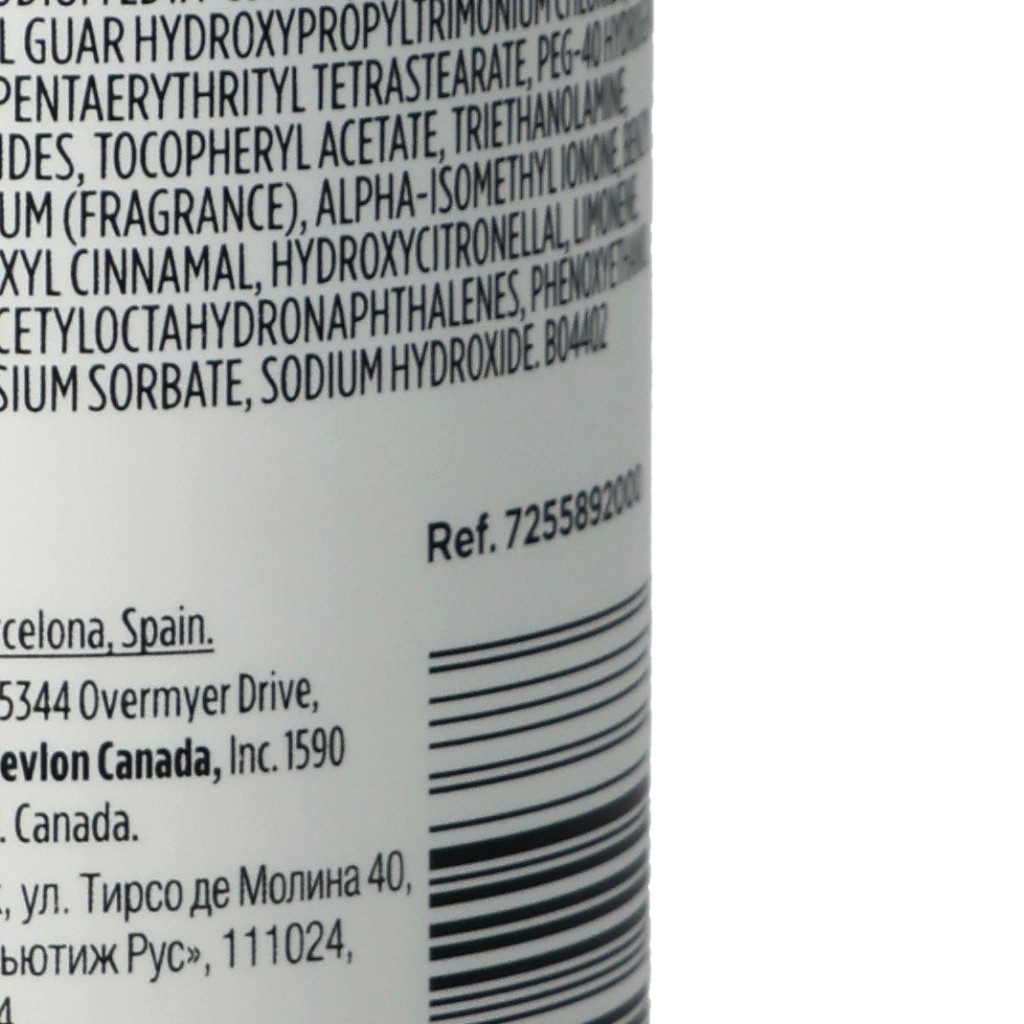 L GUAR HYDROXYPROPYLTRIMONIUM
PENTAERYTHRITYL TETRASTEARATE, PEG-40
IDES, TOCOPHERYL ACETATE, TRIETHANOLAMINE,
UM (FRAGRANCE), ALPHA-ISOMETHYL IONONE,
XYL CINNAMAL, HYDROXYCITRONELLAL, LIMONENE,
CETYLOCTAHYDRONAPHTHALENES,
SIUM SORBATE, SODIUM HYDROXIDE. B04402
Ref. 7255892000
rcelona, Spain.
5344 Overmyer Drive,
evlon Canada, Inc. 1590
. Canada.
, ул. Тирсо де Молина 40,
ьютиж Рус», 111024,
4